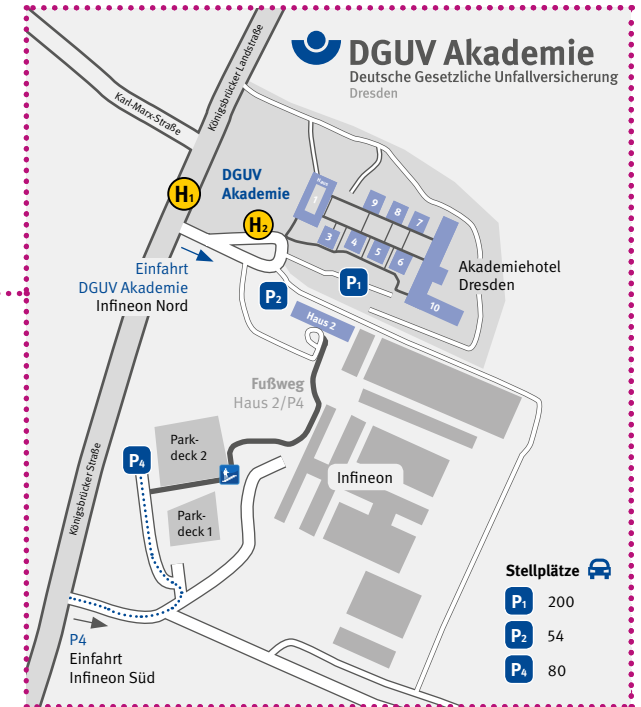 DGUV Akademie
Deutsche Gesetzliche Unfallversicherung
Dresden
Königsbrücker Landstraße
Karl-Marx-Straße
DGUV
Akademie
H1
H2
Haus
1
9
8
7
3
4
5
6
10
Akademiehotel
Dresden
Einfahrt
DGUV Akademie
Infineon Nord
P1
P2
Haus 2
Fußweg
Haus 2/P4
Park-
deck 2
P4
Infineon
Park-
deck 1
Königsbrücker Straße
P4
Einfahrt
Infineon Süd
Stellplätze
P1 200
P2 54
P4 80